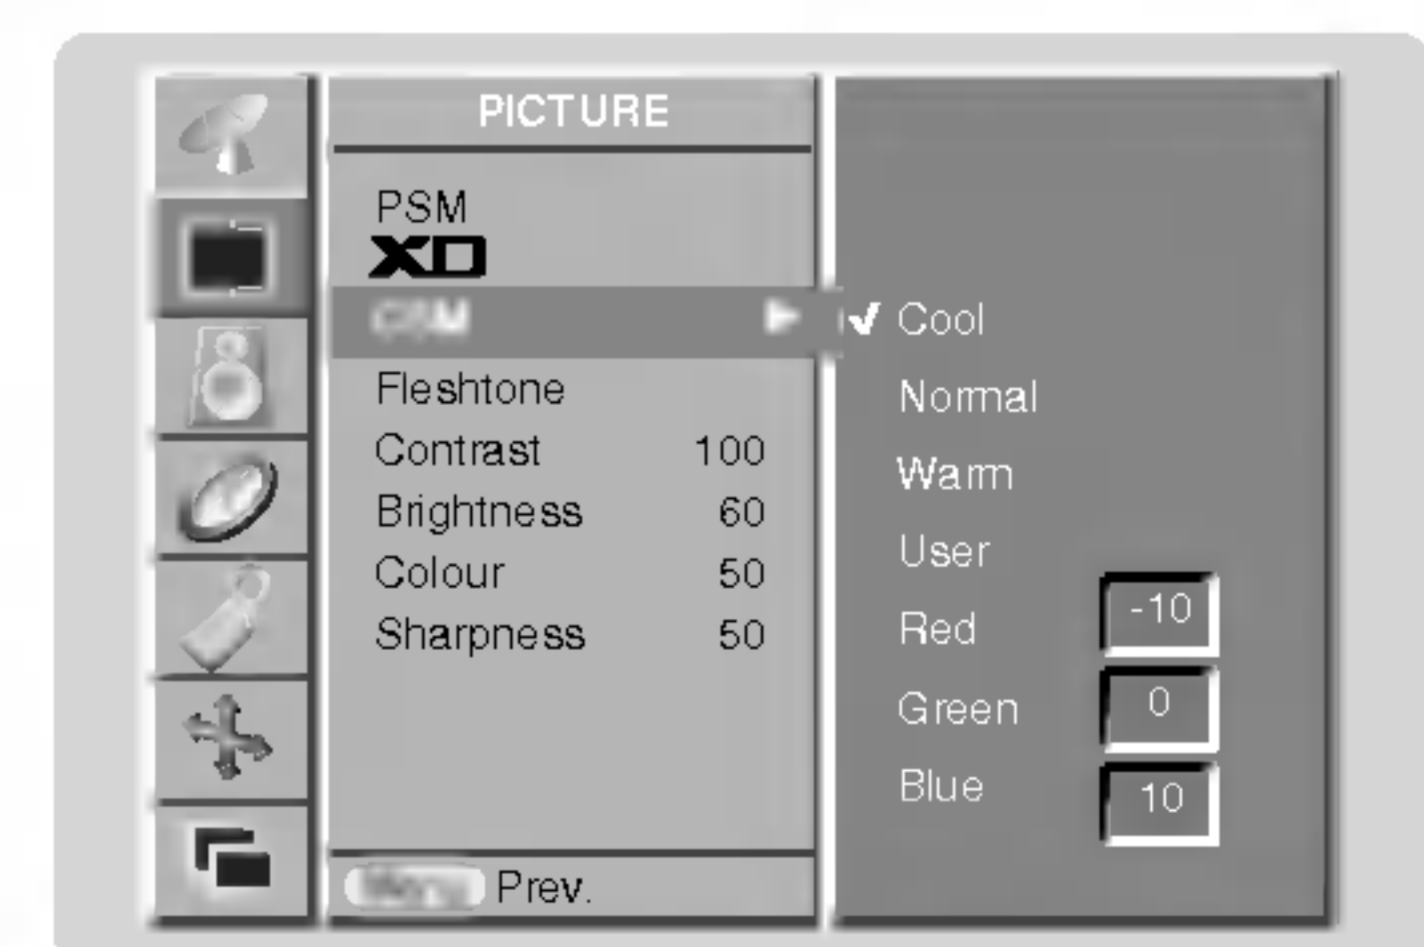 PICTURE
PSM
XD
CSM
Fleshtone
Contrast 100
Brightness 60
Colour 50
Sharpness 50
Prev.
Cool
Normal
Warm
User
Red -10
Green 0
Blue 10